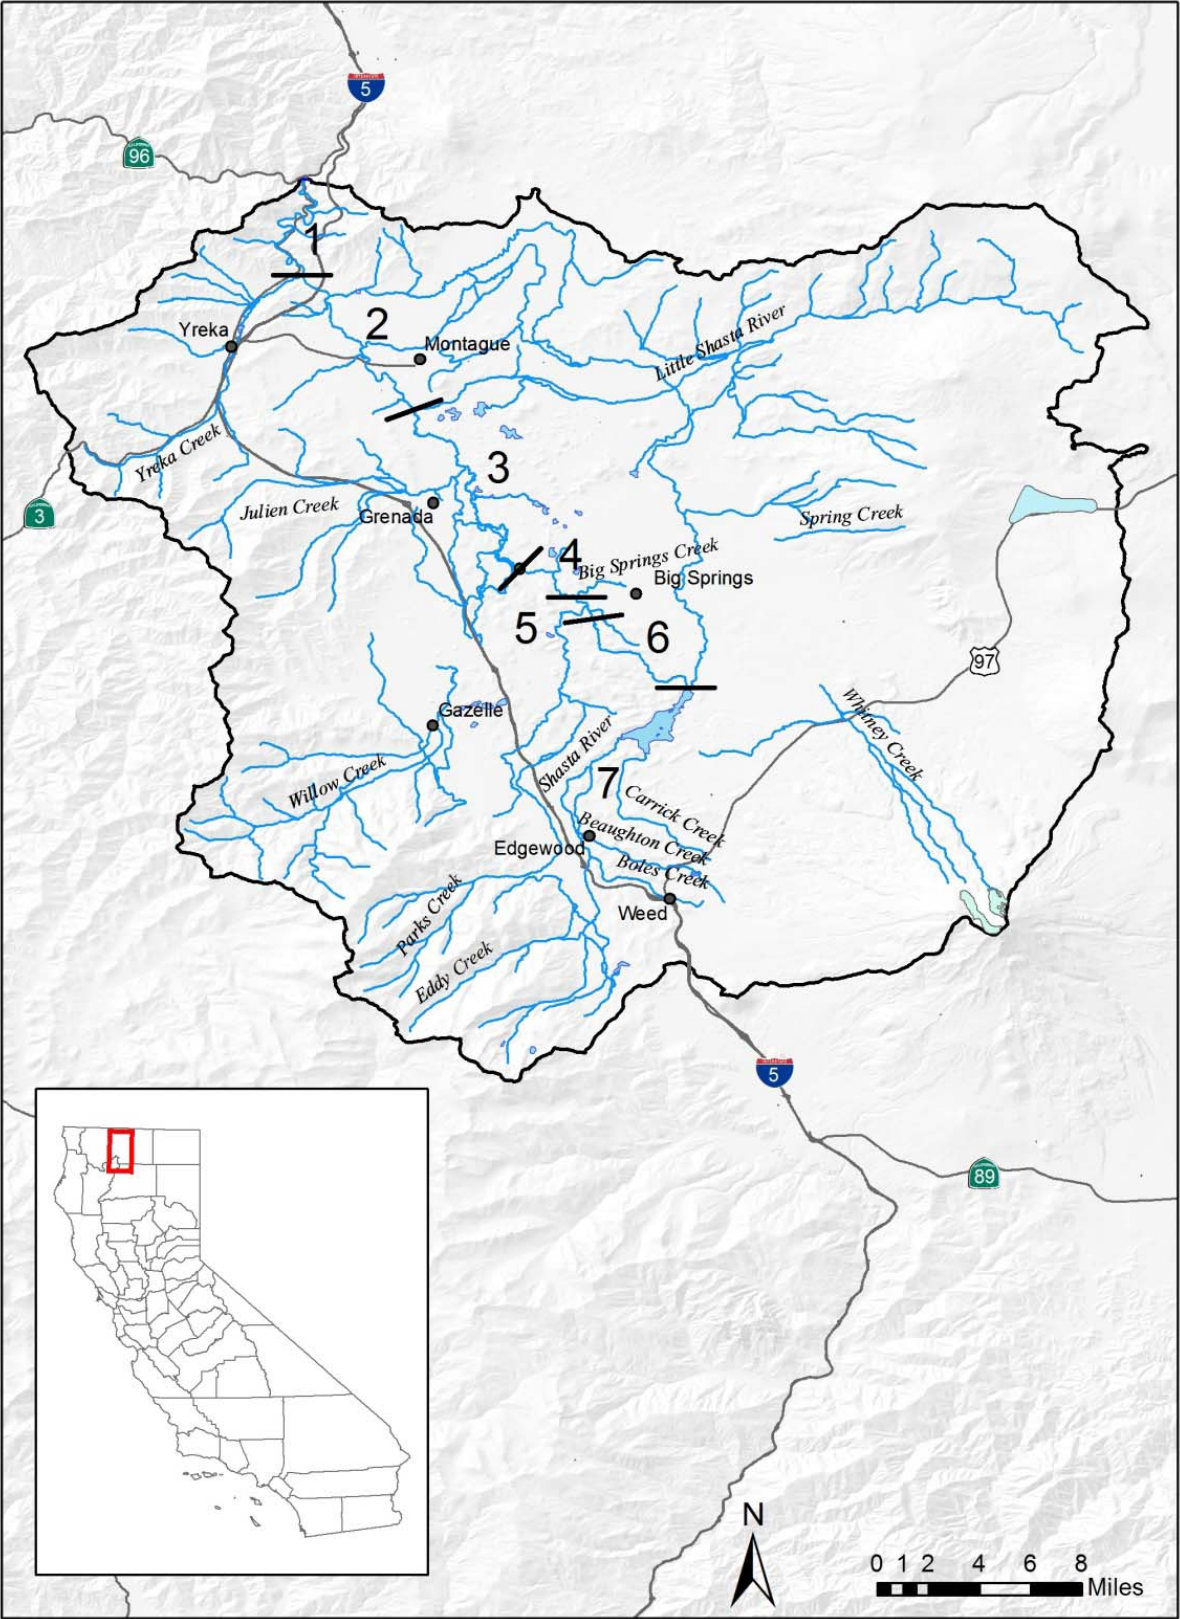 INTERSTATE
5
96
1
2
Yreka
Montague
Little Shasta River
Yreka Creek
3
3
Julien Creek
Grenada
Spring Creek
4
Big Springs Creek
Big Springs
5
6
97
Gazelle
Whitney Creek
Shasta River
Willow Creek
7
Carrick Creek
Beaughton Creek
Edgewood
Boles Creek
Weed
Parks Creek
Eddy Creek
INTERSTATE
5
89
N
0 1 2 4 6 8
Miles